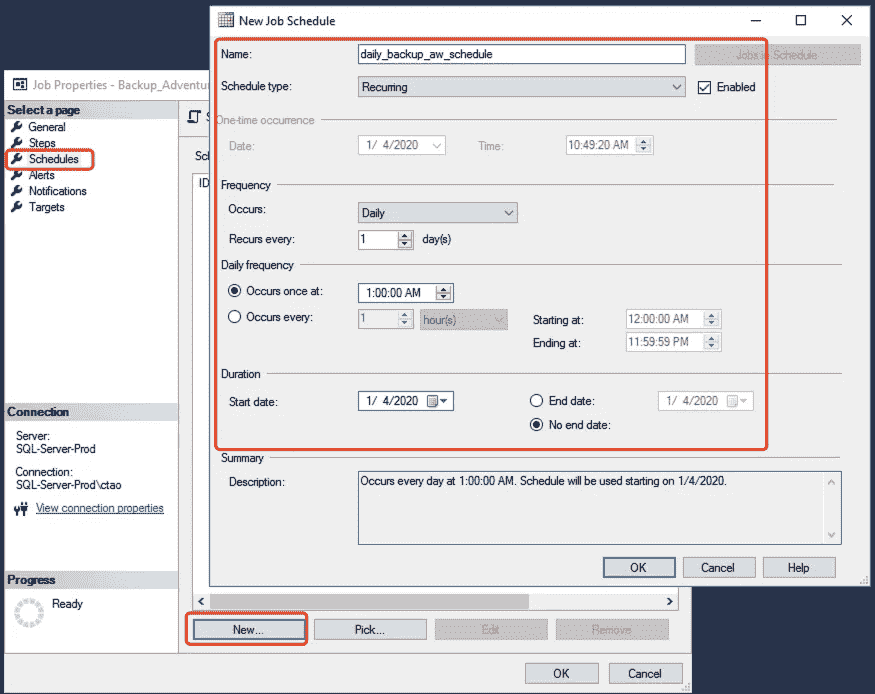 New Job Schedule
Name: daily_backup_aw_schedule Jobs in Schedule
Schedule type: Recurring Enabled
One-time occurrence
Date: 1/ 4/2020 Time: 10:49:20 AM
Frequency
Occurs: Daily
Recurs every: 1 day(s)
Daily frequency
Occurs once at: 1:00:00 AM
Occurs every: 1 hour(s) Starting at: 12:00:00 AM
Ending at: 11:59:59 PM
Duration
Start date: 1/ 4/2020 End date: 1/ 4/2020
No end date:
Summary
Description: Occurs every day at 1:00:00 AM. Schedule will be used starting on 1/4/2020.
OK Cancel Help
Job Properties - Backup_Adventur
Select a page
General
Steps
Schedules
Alerts
Notifications
Targets
S
Sc
ID
Connection
Server:
SQL-Server-Prod
Connection:
SQL-Server-Prod\ctao
View connection properties
Progress
Ready
New... Pick... Edit Remove
OK Cancel